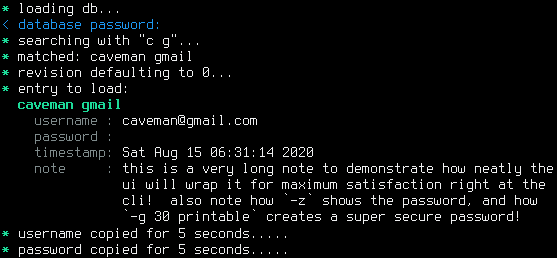 * loading db...
< database password:
* searching with "c g"...
* matched: caveman gmail
* revision defaulting to 0...
* entry to load:
caveman gmail
username : caveman@gmail.com
password :
timestamp: Sat Aug 15 06:31:14 2020
note : this is a very long note to demonstrate how neatly the
ui will wrap it for maximum satisfaction right at the
cli! also note how `-z` shows the password, and how
`-g 30 printable` creates a super secure password!
* username copied for 5 seconds.....
* password copied for 5 seconds.....